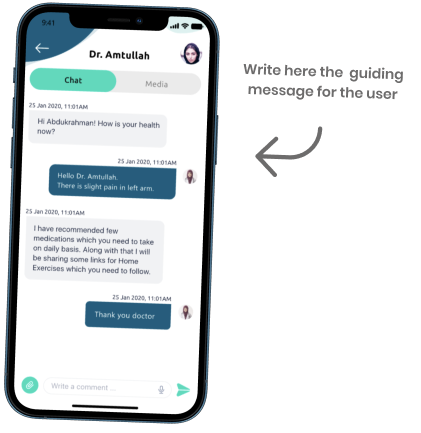 9:41
Dr. Amtullah
Chat
Media
25 Jan 2020, 11:01AM
Hi Abdukrahman! How is your health
now?
25 Jan 2020, 11:01AM
Hello Dr. Amtullah.
There is slight pain in left arm.
25 Jan 2020, 11:01AM
I have recommended few
medications which you need to take
on daily basis. Along with that I will
be sharing some links for Home
Exercises which you need to follow.
25 Jan 2020, 11:01AM
Thank you doctor
Write a comment ...
Write here the guiding
message for the user